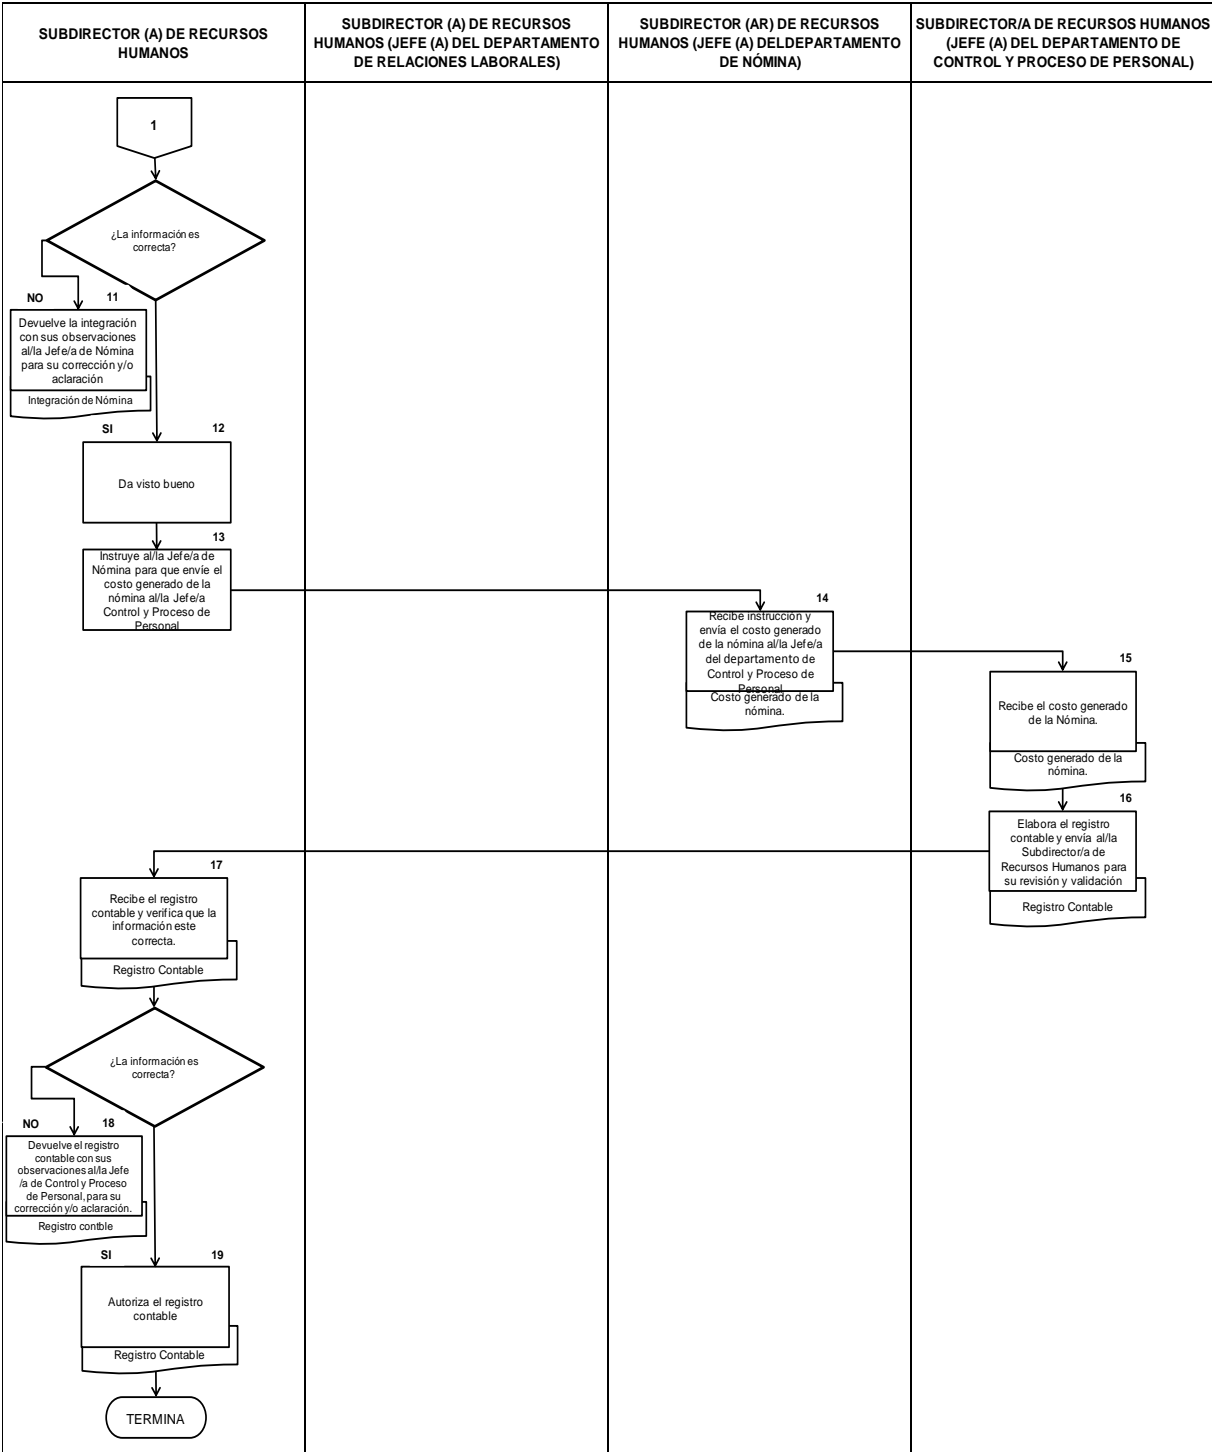 SUBDIRECTOR (A) DE RECURSOS
HUMANOS
SUBDIRECTOR (A) DE RECURSOS
HUMANOS (JEFE (A) DEL DEPARTAMENTO
DE RELACIONES LABORALES)
SUBDIRECTOR (AR) DE RECURSOS
HUMANOS (JEFE (A) DELDEPARTAMENTO
DE NÓMINA)
SUBDIRECTOR/A DE RECURSOS HUMANOS
(JEFE (A) DEL DEPARTAMENTO DE
CONTROL Y PROCESO DE PERSONAL)
1
¿La información es
correcta?
NO
11
Devuelve la integración
con sus observaciones
al/la Jefe/a de Nómina
para su corrección y/o
aclaración
Integración de Nómina
SI
12
Da visto bueno
13
Instruye al/la Jefe/a de
Nómina para que envíe el
costo generado de la
nómina al/la Jefe/a
Control y Proceso de
Personal
14
Recibe instrucción y
envía el costo generado
de la nómina al/la Jefe/a
del departamento de
Control y Proceso de
Personal
Costo generado de la
nómina.
15
Recibe el costo generado
de la Nómina.
Costo generado de la
nómina.
16
Elabora el registro
contable y envía al/la
Subdirector/a de
Recursos Humanos para
su revisión y validación
Registro Contable
17
Recibe el registro
contable y verifica que la
información este
correcta.
Registro Contable
¿La información es
correcta?
NO
18
Devuelve el registro
contable con sus
observaciones al/la Jefe
/a de Control y Proceso
de Personal, para su
corrección y/o aclaración.
Registro contble
SI
19
Autoriza el registro
contable
Registro Contable
TERMINA